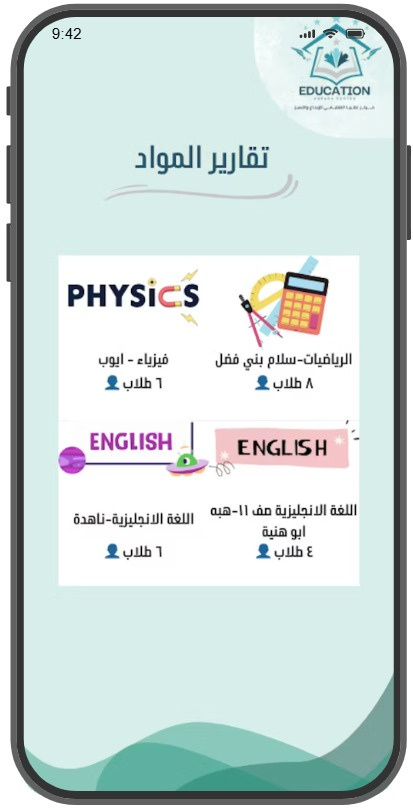 9:42
EDUCATION
تقارير المواد
PHYSiCS
الرياضيات-سلام بني فضل
٨ طلاب
فيزياء - ايوب
٦ طلاب
ENGLISH
ENGLISH
اللغة الانجليزية صف ١١-هبه
ابو هنية
٤ طلاب
اللغة الانجليزية-ناهدة
٦ طلاب